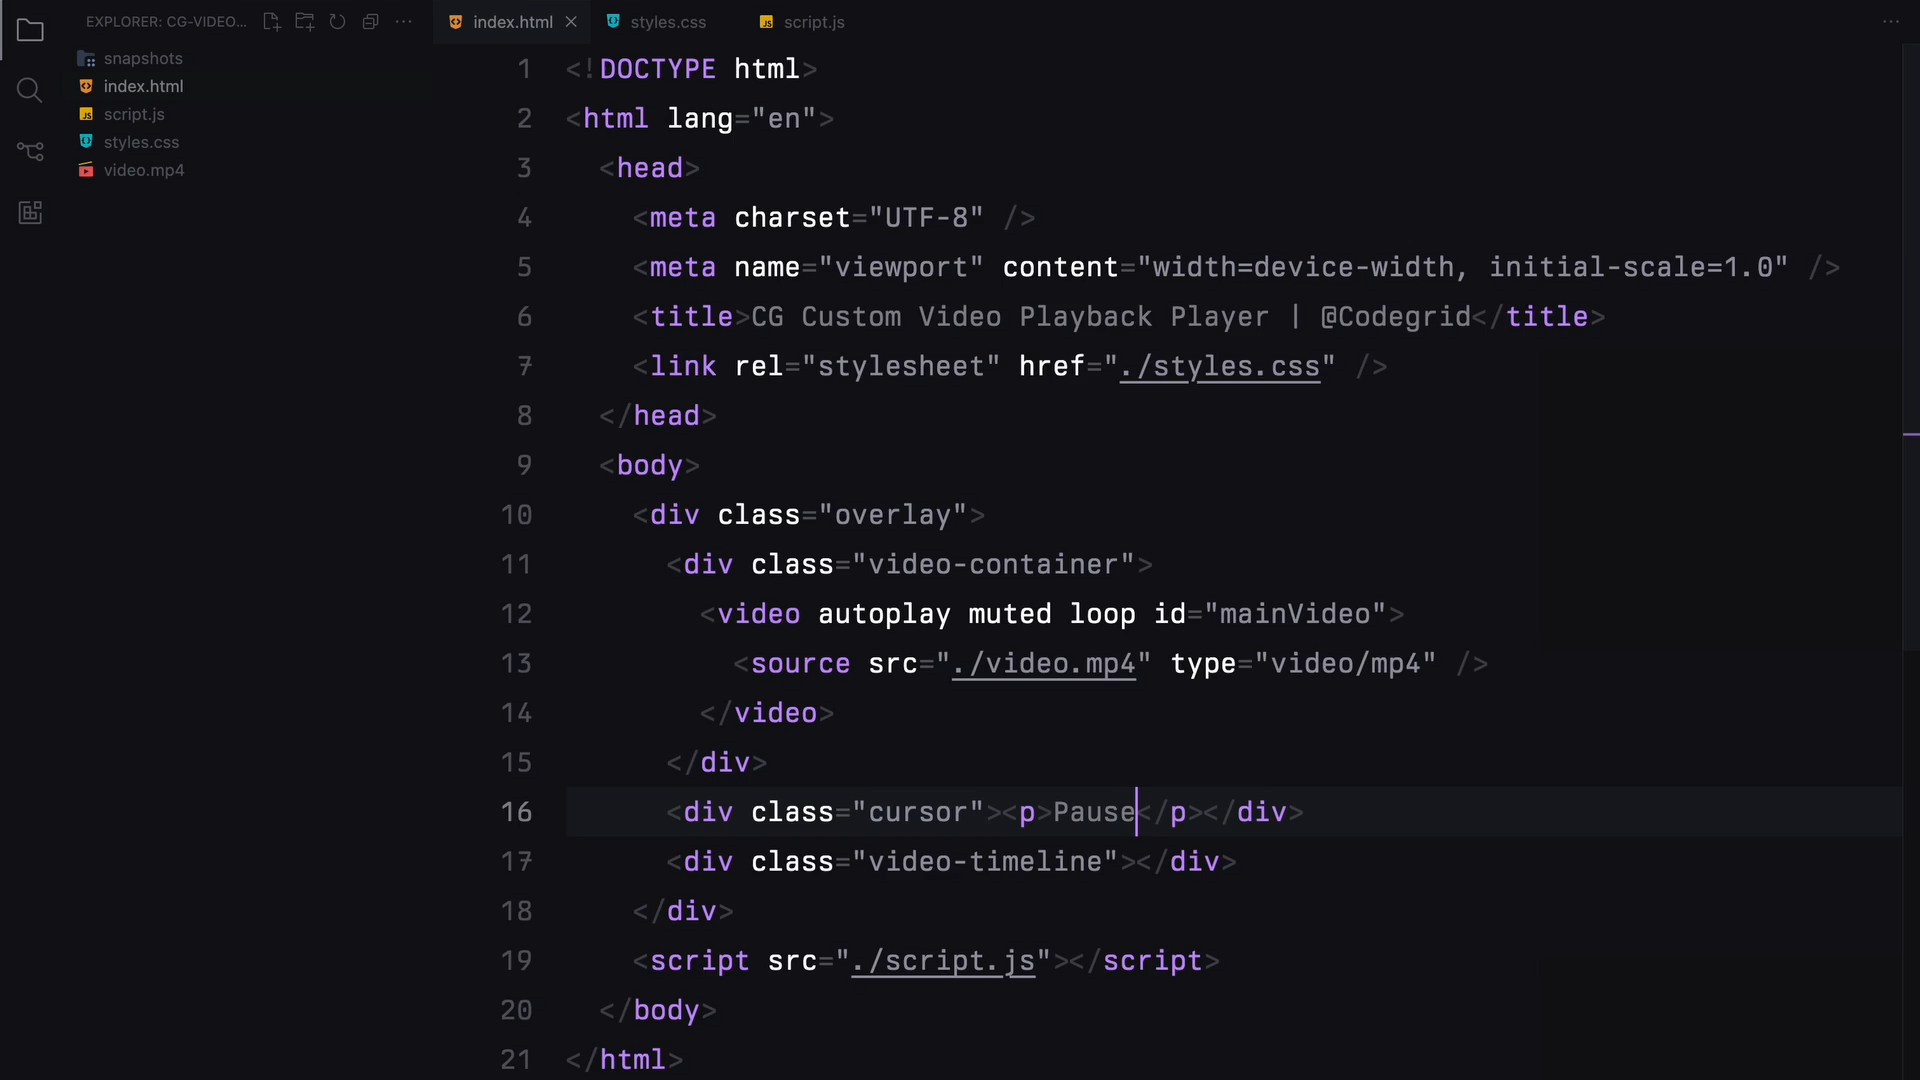 EXPLORER: CG-VIDEO...
snapshots
index.html
script.js
styles.css
video.mp4
index.html
styles.css
script.js
1 <!DOCTYPE html>
2 <html lang="en">
3 <head>
4 <meta charset="UTF-8" />
5 <meta name="viewport" content="width=device-width, initial-scale=1.0" />
6 <title>CG Custom Video Playback Player | @Codegrid</title>
7 <link rel="stylesheet" href="./styles.css" />
8 </head>
9 <body>
10 <div class="overlay">
11 <div class="video-container">
12 <video autoplay muted loop id="mainVideo">
13 <source src="./video.mp4" type="video/mp4" />
14 </video>
15 </div>
16 <div class="cursor"><p>Pause</p></div>
17 <div class="video-timeline"></div>
18 </div>
19 <script src="./script.js"></script>
20 </body>
21 </html>